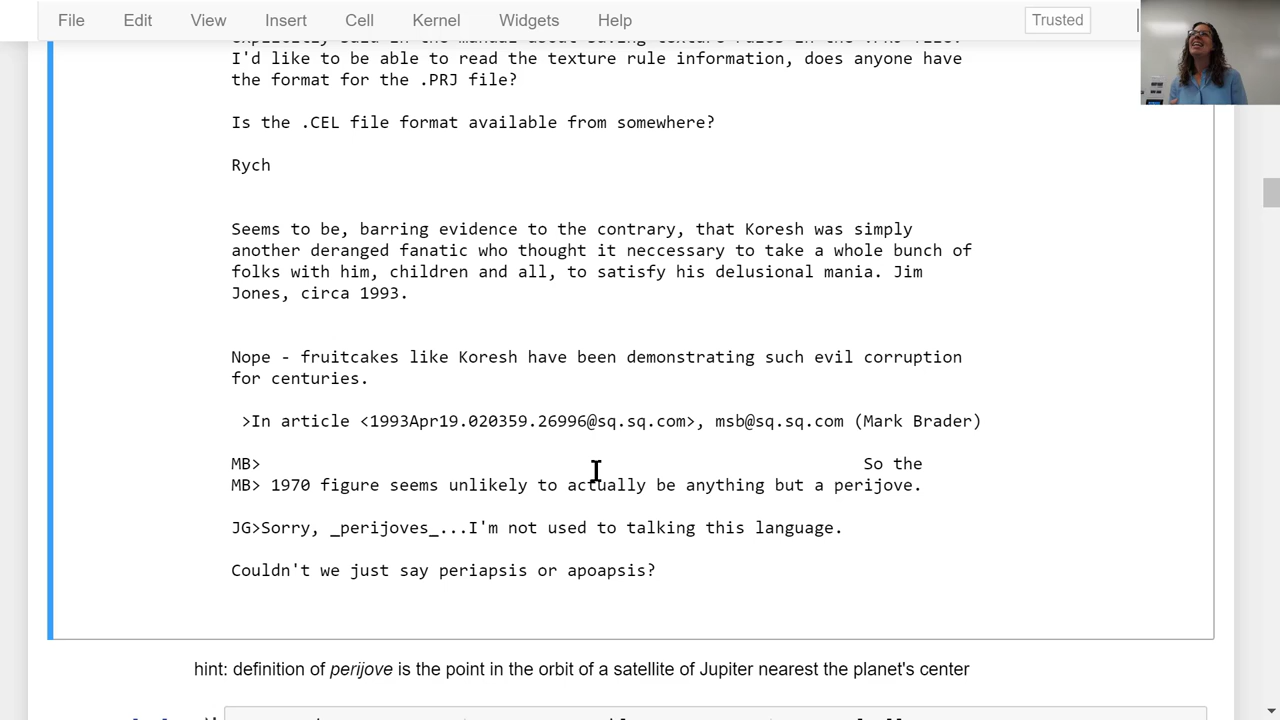 File Edit View Insert Cell Kernel Widgets Help Trusted
I'd like to be able to read the texture rule information, does anyone have
the format for the .PRJ file?
Is the .CEL file format available from somewhere?
Rych
Seems to be, barring evidence to the contrary, that Koresh was simply
another deranged fanatic who thought it neccessary to take a whole bunch of
folks with him, children and all, to satisfy his delusional mania. Jim
Jones, circa 1993.
Nope - fruitcakes like Koresh have been demonstrating such evil corruption
for centuries.
>In article <1993Apr19.020359.26996@sq.sq.com>, msb@sq.sq.com (Mark Brader)
MB> So the
MB> 1970 figure seems unlikely to actually be anything but a perijove.
JG>Sorry, _perijoves_...I'm not used to talking this language.
Couldn't we just say periapsis or apoapsis?
hint: definition of perijove is the point in the orbit of a satellite of Jupiter nearest the planet's center